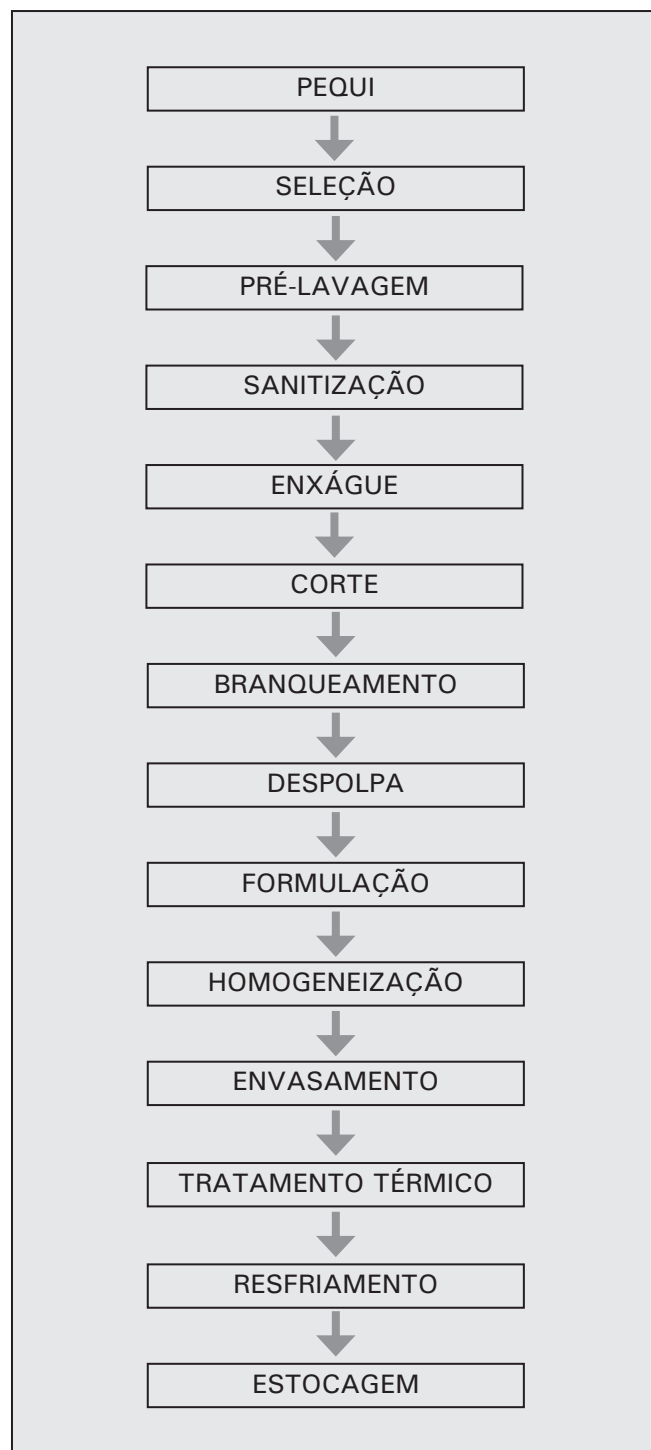 PEQUI
SELEÇÃO
PRÉ-LAVAGEM
SANITIZAÇÃO
ENXÁGUE
CORTE
BRANQUEAMENTO
DESPOLPA
FORMULAÇÃO
HOMOGENEIZAÇÃO
ENVASAMENTO
TRATAMENTO TÉRMICO
RESFRIAMENTO
ESTOCAGEM